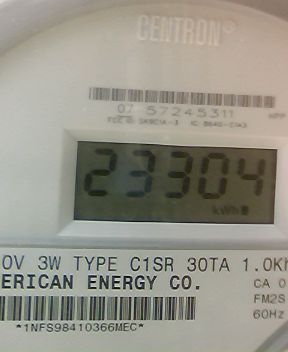 CENTRON®
07 57245311
23304
kWh
0V 3W TYPE C1SR 30TA 1.0Kh
ERICAN ENERGY CO.
CA 0
FM2S
60Hz
*1NFS98410366MEC*